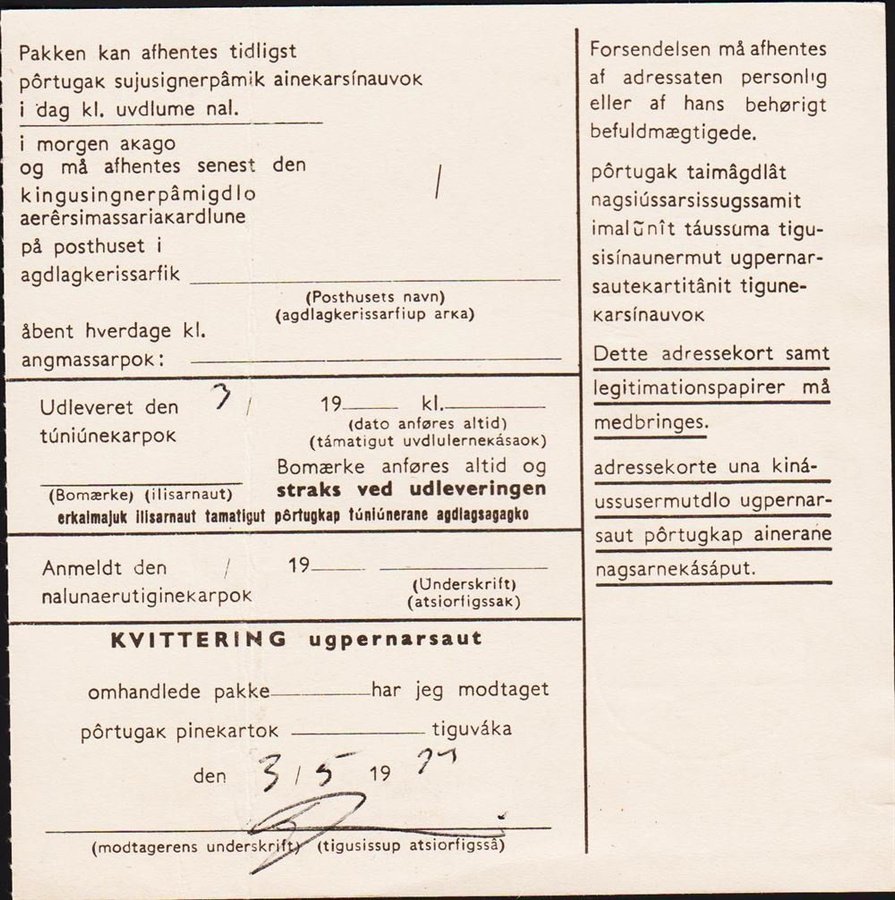 Pakken kan afhentes tidligst
pôrtugaĸ sujusignerpâmik aineĸarsínauvoĸ
i dag kl. uvdlume nal.
i morgen aĸago
og må afhentes senest den
kingusingnerpâmigdlo /
aerêrsimassariaĸardlune
på posthuset i
agdlagkerissarfik
(Posthusets navn)
(agdlagkerissarfiup arĸa)
åbent hverdage kl.
angmassarpoĸ:
Udleveret den 3 / 19 kl.
túniúneĸarpoĸ
(dato anføres altid)
(támatigut uvdlulerneĸásaoĸ)
Bomærke anføres altid og
(Bomærke) (ilisarnaut) straks ved udleveringen
erkaimajuk ilisarnaut tamatigut pôrtugkap túniúnerane agdlagsagagko
Anmeldt den / 19
nalunaerutigineĸarpoĸ
(Underskrift)
(atsiorfigssaĸ)
KVITTERING ugpernarsaut
omhandlede pakke har jeg modtaget
pôrtugaĸ pineĸartoĸ tiguváka
den 3 / 5 19
(modtagerens underskrift) (tigusissup atsiorfigsså)
Forsendelsen må afhentes
af adressaten personlig
eller af hans behørigt
befuldmægtigede.
pôrtugak taimâgdlât
nagsiússarsissugssamit
imalũnît táussuma tigu-
sisínaunermut ugpernar-
sauteĸartitânit tigune-
ĸarsínauvoĸ
Dette adressekort samt
legitimationspapirer må
medbringes.
adressekorte una kiná-
ussusermutdlo ugpernar-
saut pôrtugkap ainerane
nagsarneĸásáput.